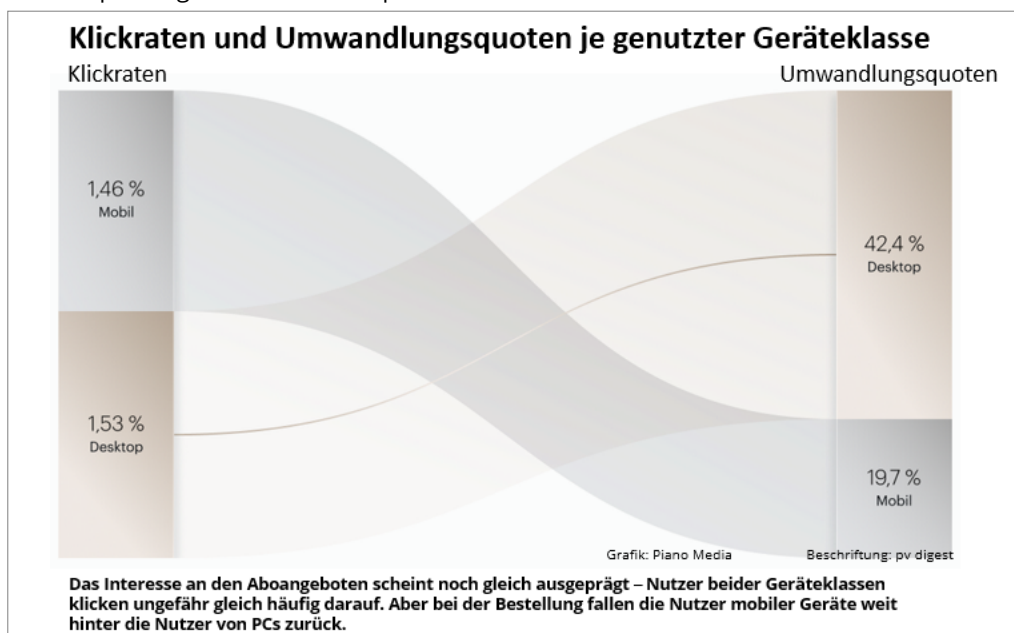 Klickraten und Umwandlungsquoten je genutzter Geräteklasse
Klickraten
Umwandlungsquoten
1,46 %
Mobil
42,4 %
Desktop
1,53 %
Desktop
19,7 %
Mobil
Grafik: Piano Media
Beschriftung: pv digest
Das Interesse an den Aboangeboten scheint noch gleich ausgeprägt – Nutzer beider Geräteklassen
klicken ungefähr gleich häufig darauf. Aber bei der Bestellung fallen die Nutzer mobiler Geräte weit
hinter die Nutzer von PCs zurück.